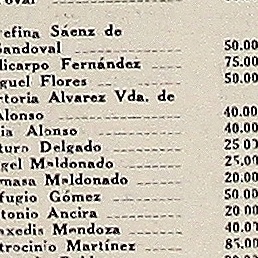 efina Sáenz de
Sandoval 50.00
licarpo Fernández 75.00
guel Flores 50.00
ctoria Alvarez Vda. de
Alonso 40.00
ia Alonso 40.00
turo Delgado 25 00
gel Maldonado 25.00
masa Maldonado 20.00
fugio Gómez 50 00
tonio Ancira 20 00
axedis Mendoza 40.00
trocinio Martínez 85.00